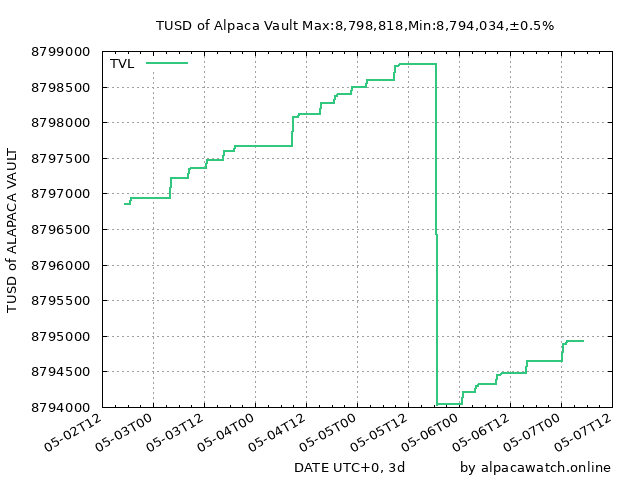 TUSD of Alpaca Vault Max:8,798,818,Min:8,794,034,±0.5%
TVL
TUSD of ALAPACA VAULT
8799000
8798500
8798000
8797500
8797000
8796500
8796000
8795500
8795000
8794500
8794000
05-02T12
05-03T00
05-03T12
05-04T00
05-04T12
05-05T00
05-05T12
05-06T00
05-06T12
05-07T00
05-07T12
DATE UTC+0, 3d
by alpacawatch.online